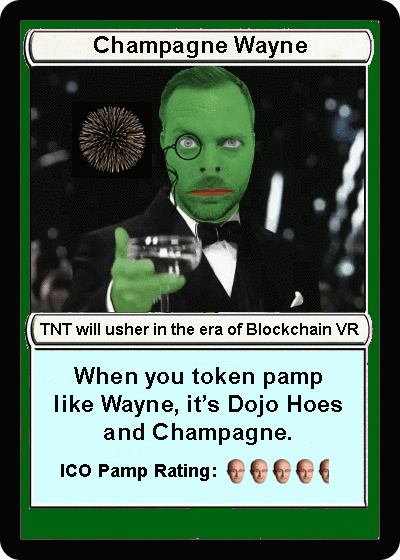 Champagne Wayne
TNT will usher in the era of Blockchain VR
When you token pamp
like Wayne, it's Dojo Hoes
and Champagne.
ICO Pamp Rating: